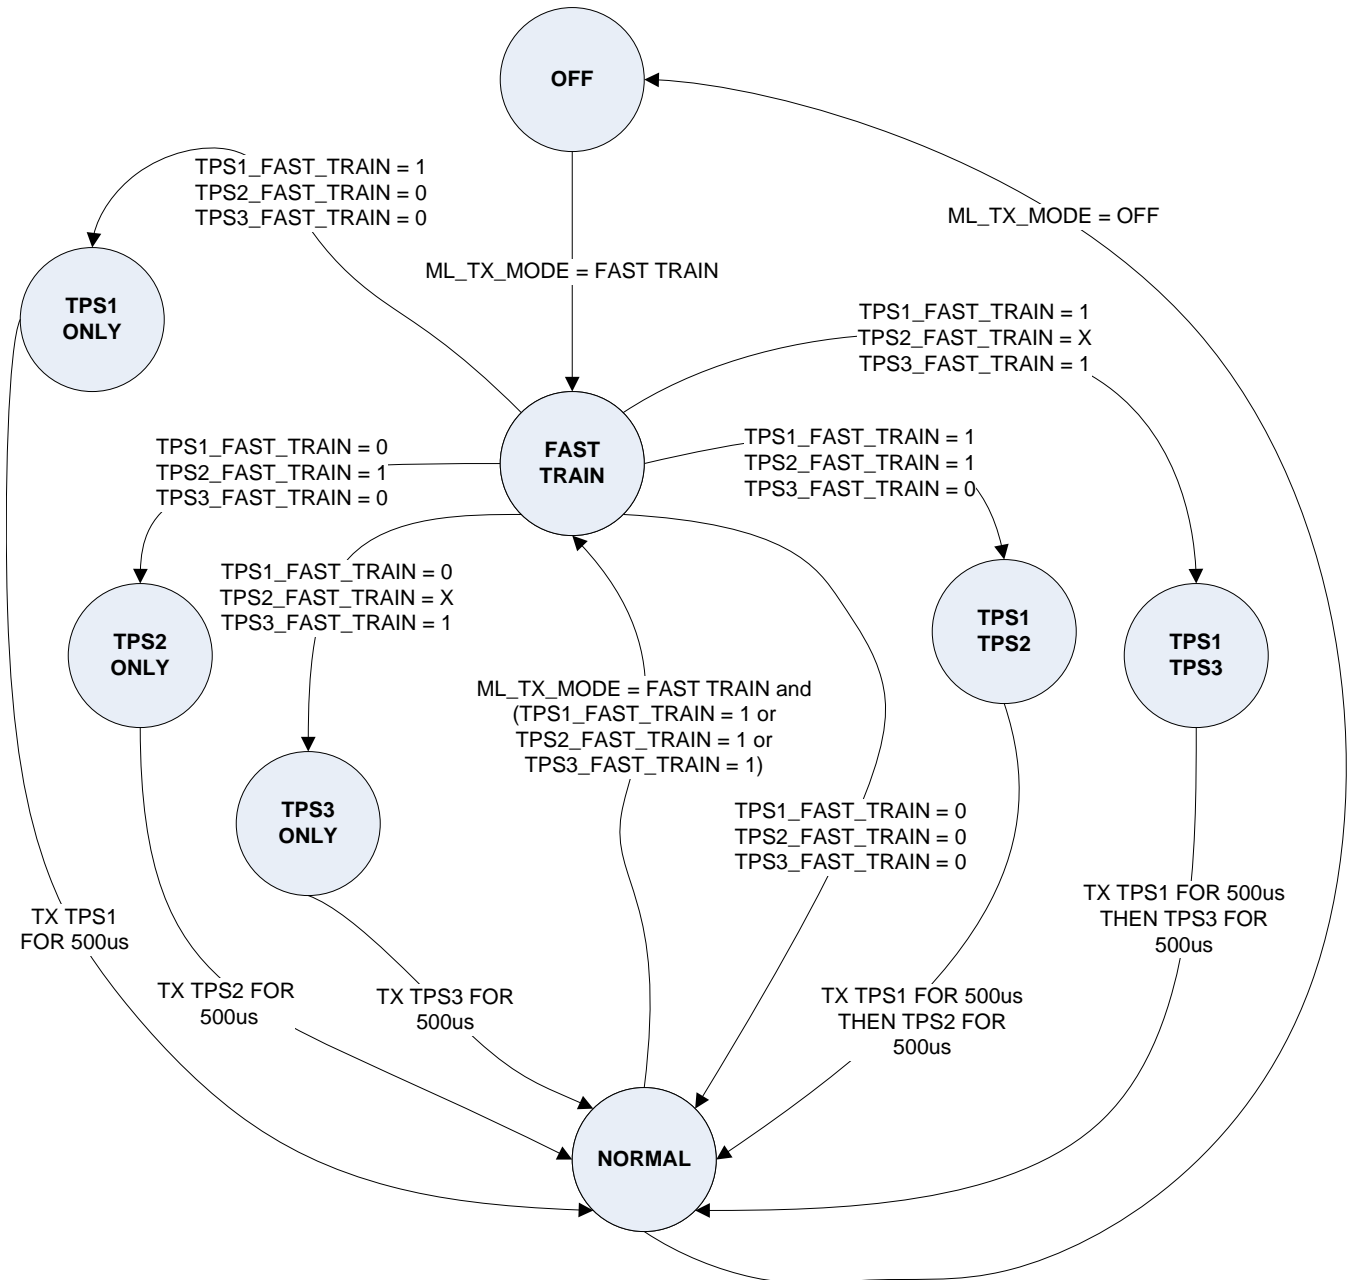 OFF
TPS1_FAST_TRAIN = 1
TPS2_FAST_TRAIN = 0
TPS3_FAST_TRAIN = 0
ML_TX_MODE = OFF
ML_TX_MODE = FAST TRAIN
TPS1
ONLY
TPS1_FAST_TRAIN = 1
TPS2_FAST_TRAIN = X
TPS3_FAST_TRAIN = 1
FAST
TRAIN
TPS1_FAST_TRAIN = 0
TPS2_FAST_TRAIN = 1
TPS3_FAST_TRAIN = 0
TPS1_FAST_TRAIN = 1
TPS2_FAST_TRAIN = 1
TPS3_FAST_TRAIN = 0
TPS1_FAST_TRAIN = 0
TPS2_FAST_TRAIN = X
TPS3_FAST_TRAIN = 1
TPS2
ONLY
TPS1
TPS2
TPS1
TPS3
ML_TX_MODE = FAST TRAIN and
(TPS1_FAST_TRAIN = 1 or
TPS2_FAST_TRAIN = 1 or
TPS3_FAST_TRAIN = 1)
TPS3
ONLY
TPS1_FAST_TRAIN = 0
TPS2_FAST_TRAIN = 0
TPS3_FAST_TRAIN = 0
TX TPS1
FOR 500us
TX TPS1 FOR 500us
THEN TPS3 FOR
500us
TX TPS2 FOR
500us
TX TPS3 FOR
500us
TX TPS1 FOR 500us
THEN TPS2 FOR
500us
NORMAL